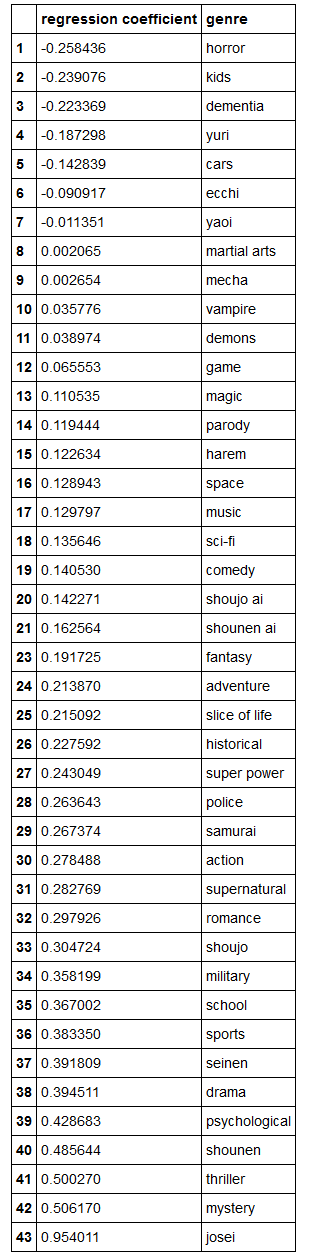 regression coefficient genre
1 -0.258436 horror
2 -0.239076 kids
3 -0.223369 dementia
4 -0.187298 yuri
5 -0.142839 cars
6 -0.090917 ecchi
7 -0.011351 yaoi
8 0.002065 martial arts
9 0.002654 mecha
10 0.035776 vampire
11 0.038974 demons
12 0.065553 game
13 0.110535 magic
14 0.119444 parody
15 0.122634 harem
16 0.128943 space
17 0.129797 music
18 0.135646 sci-fi
19 0.140530 comedy
20 0.142271 shoujo ai
21 0.162564 shounen ai
23 0.191725 fantasy
24 0.213870 adventure
25 0.215092 slice of life
26 0.227592 historical
27 0.243049 super power
28 0.263643 police
29 0.267374 samurai
30 0.278488 action
31 0.282769 supernatural
32 0.297926 romance
33 0.304724 shoujo
34 0.358199 military
35 0.367002 school
36 0.383350 sports
37 0.391809 seinen
38 0.394511 drama
39 0.428683 psychological
40 0.485644 shounen
41 0.500270 thriller
42 0.506170 mystery
43 0.954011 josei